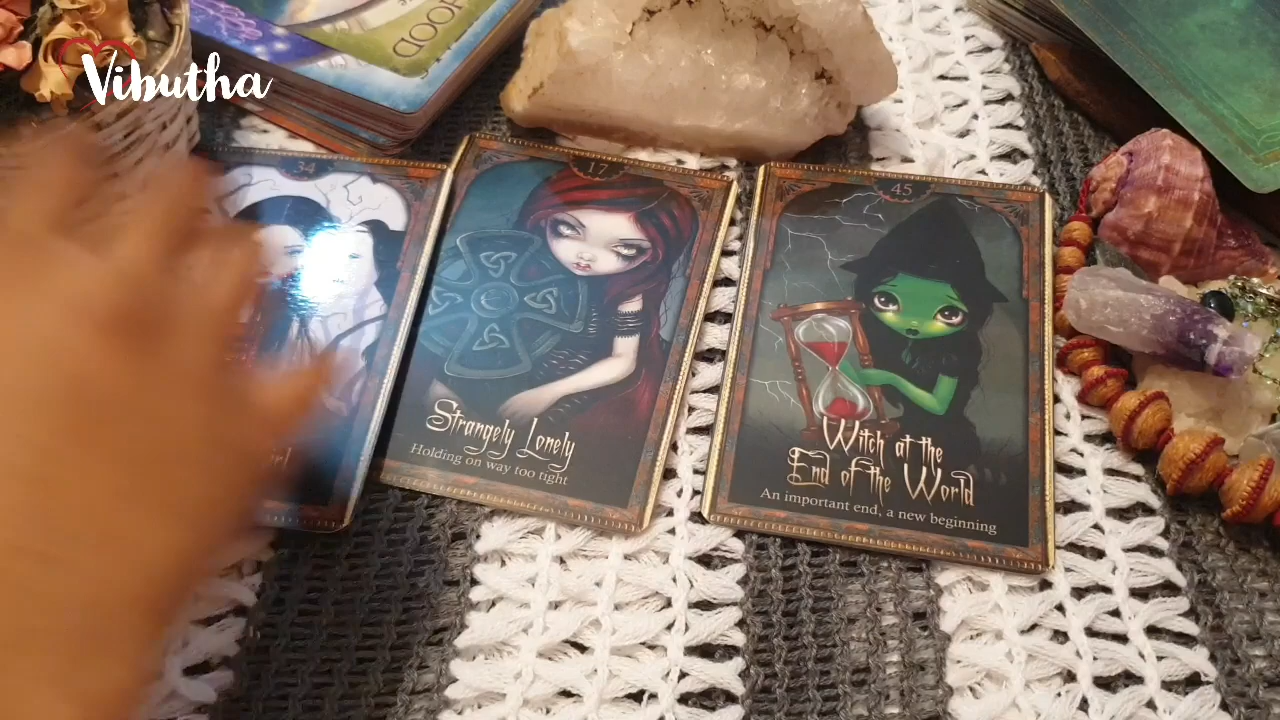 Vibutha
OOD
34
17
45
Strangely Lonely
Holding on way too tight
Witch at the
End of the World
An important end, a new beginning